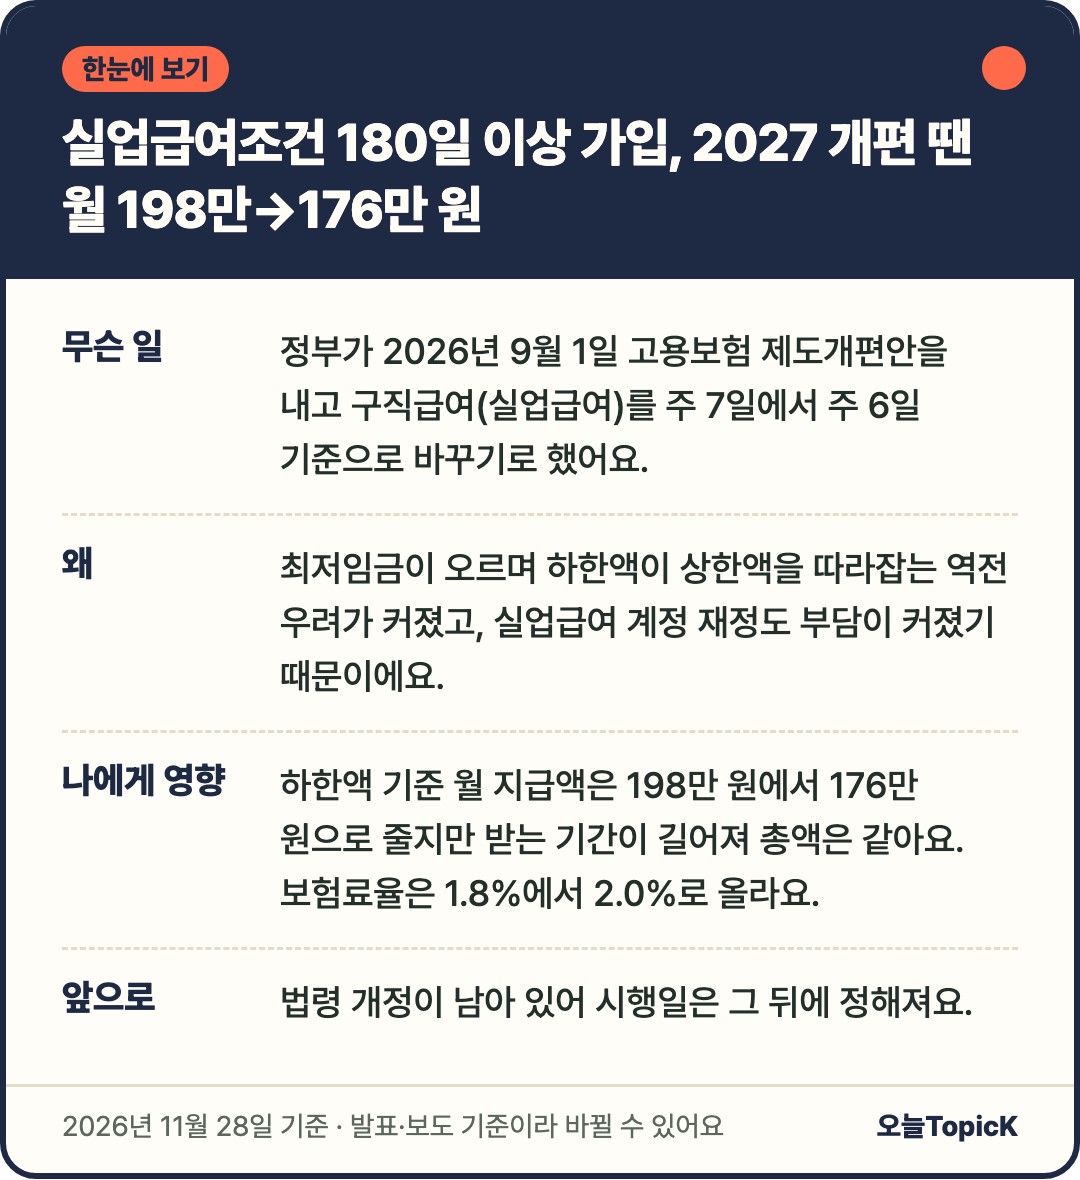 한눈에 보기
실업급여조건 180일 이상 가입, 2027 개편 땐
월 198만→176만 원
무슨 일
정부가 2026년 9월 1일 고용보험 제도개편안을
내고 구직급여(실업급여)를 주 7일에서 주 6일
기준으로 바꾸기로 했어요.
왜
최저임금이 오르며 하한액이 상한액을 따라잡는 역전
우려가 커졌고, 실업급여 계정 재정도 부담이 커졌기
때문이에요.
나에게 영향
하한액 기준 월 지급액은 198만 원에서 176만
원으로 줄지만 받는 기간이 길어져 총액은 같아요.
보험료율은 1.8%에서 2.0%로 올라요.
앞으로
법령 개정이 남아 있어 시행일은 그 뒤에 정해져요.
2026년 11월 28일 기준 · 발표·보도 기준이라 바뀔 수 있어요
오늘TopicK